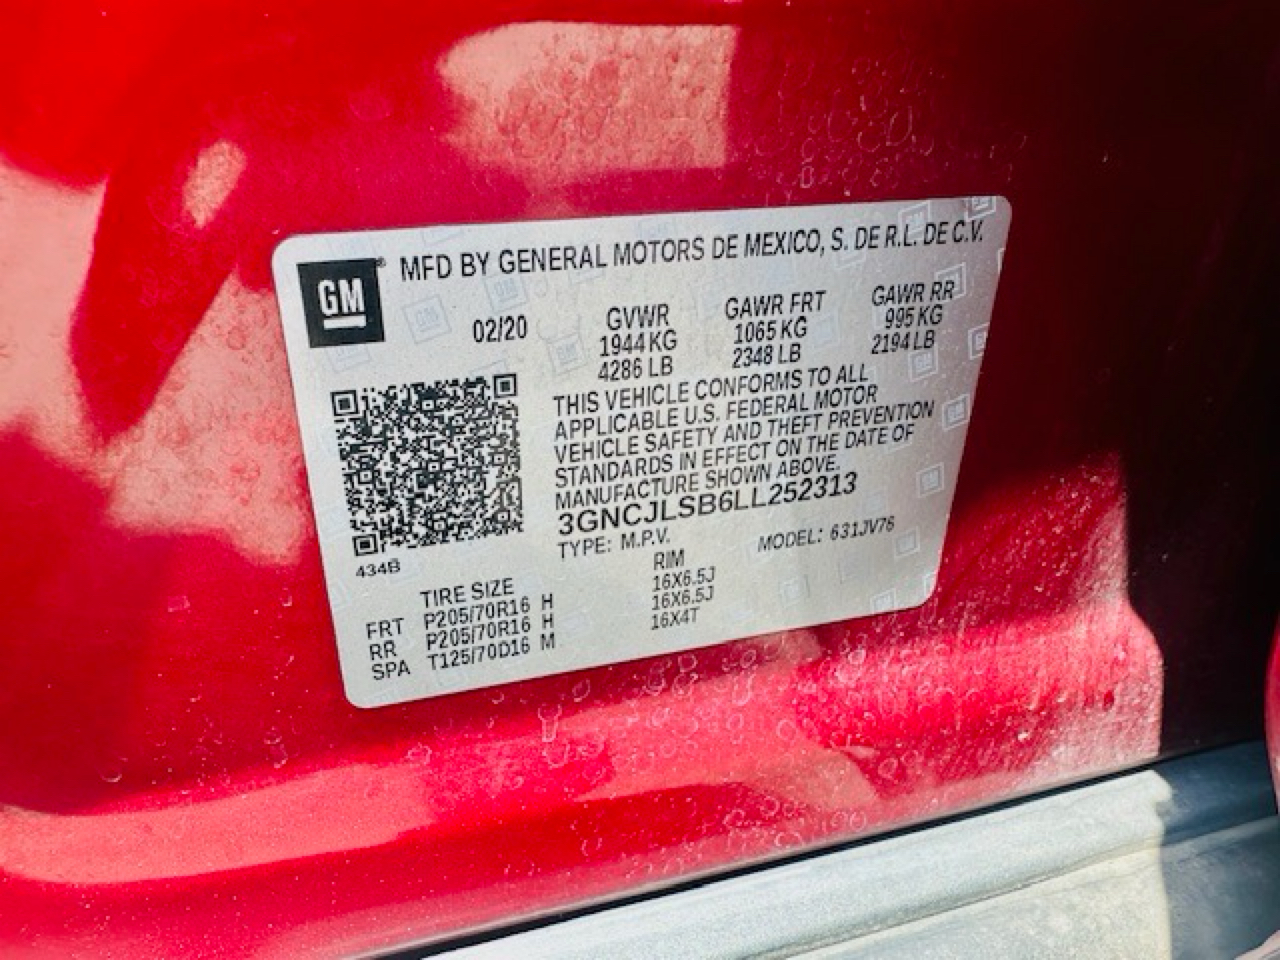 GM® MFD BY GENERAL MOTORS DE MEXICO, S. DE R.L. DE C.V.
02/20 GVWR GAWR FRT GAWR RR
1944 KG 1065 KG 995 KG
4286 LB 2348 LB 2194 LB
THIS VEHICLE CONFORMS TO ALL
APPLICABLE U.S. FEDERAL MOTOR
VEHICLE SAFETY AND THEFT PREVENTION
STANDARDS IN EFFECT ON THE DATE OF
MANUFACTURE SHOWN ABOVE.
3GNCJLSB6LL252313
TYPE: M.P.V. MODEL: 631JV76
434B
TIRE SIZE RIM
FRT P205/70R16 H 16X6.5J
RR P205/70R16 H 16X6.5J
SPA T125/70D16 M 16X4T